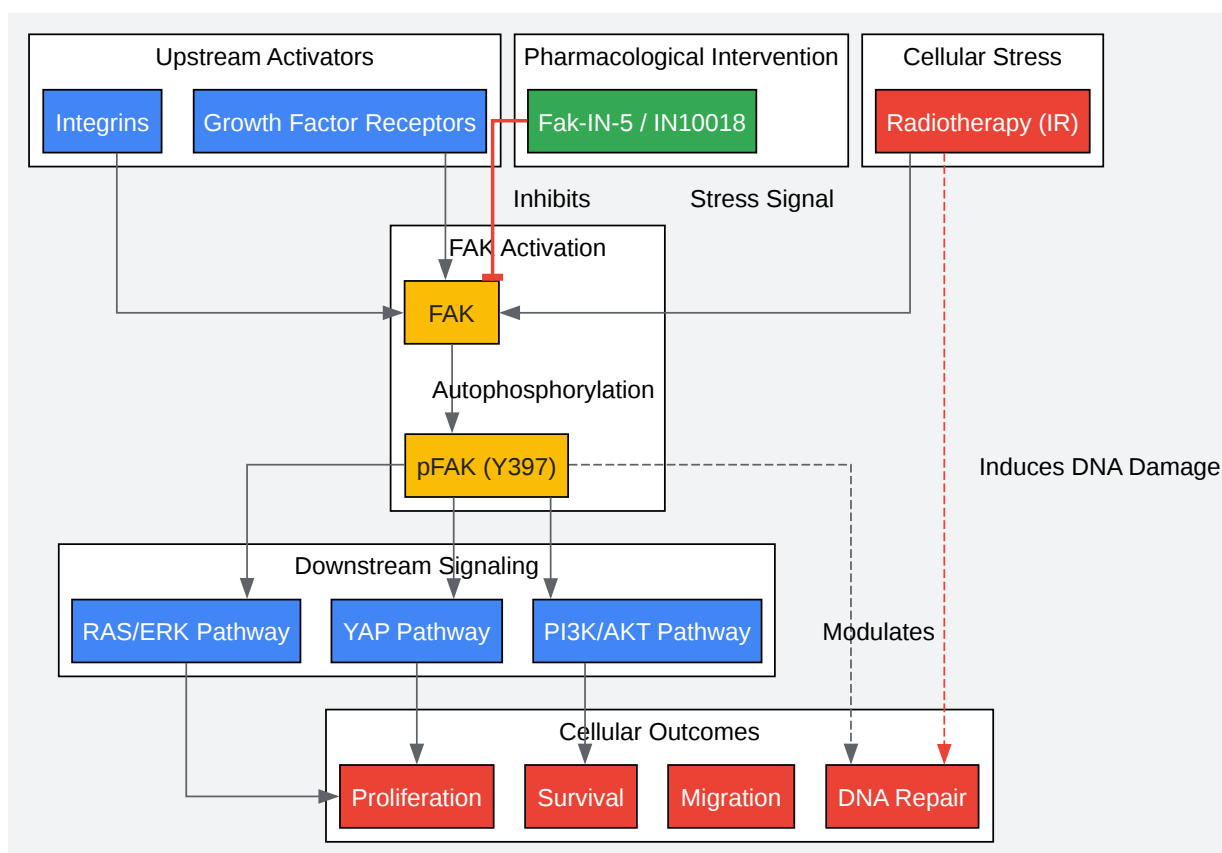 Upstream Activators
Pharmacological Intervention
Cellular Stress
Integrins
Growth Factor Receptors
Fak-IN-5 / IN10018
Radiotherapy (IR)
Inhibits
Stress Signal
FAK Activation
FAK
Autophosphorylation
pFAK (Y397)
Induces DNA Damage
Downstream Signaling
RAS/ERK Pathway
YAP Pathway
PI3K/AKT Pathway
Modulates
Cellular Outcomes
Proliferation
Survival
Migration
DNA Repair